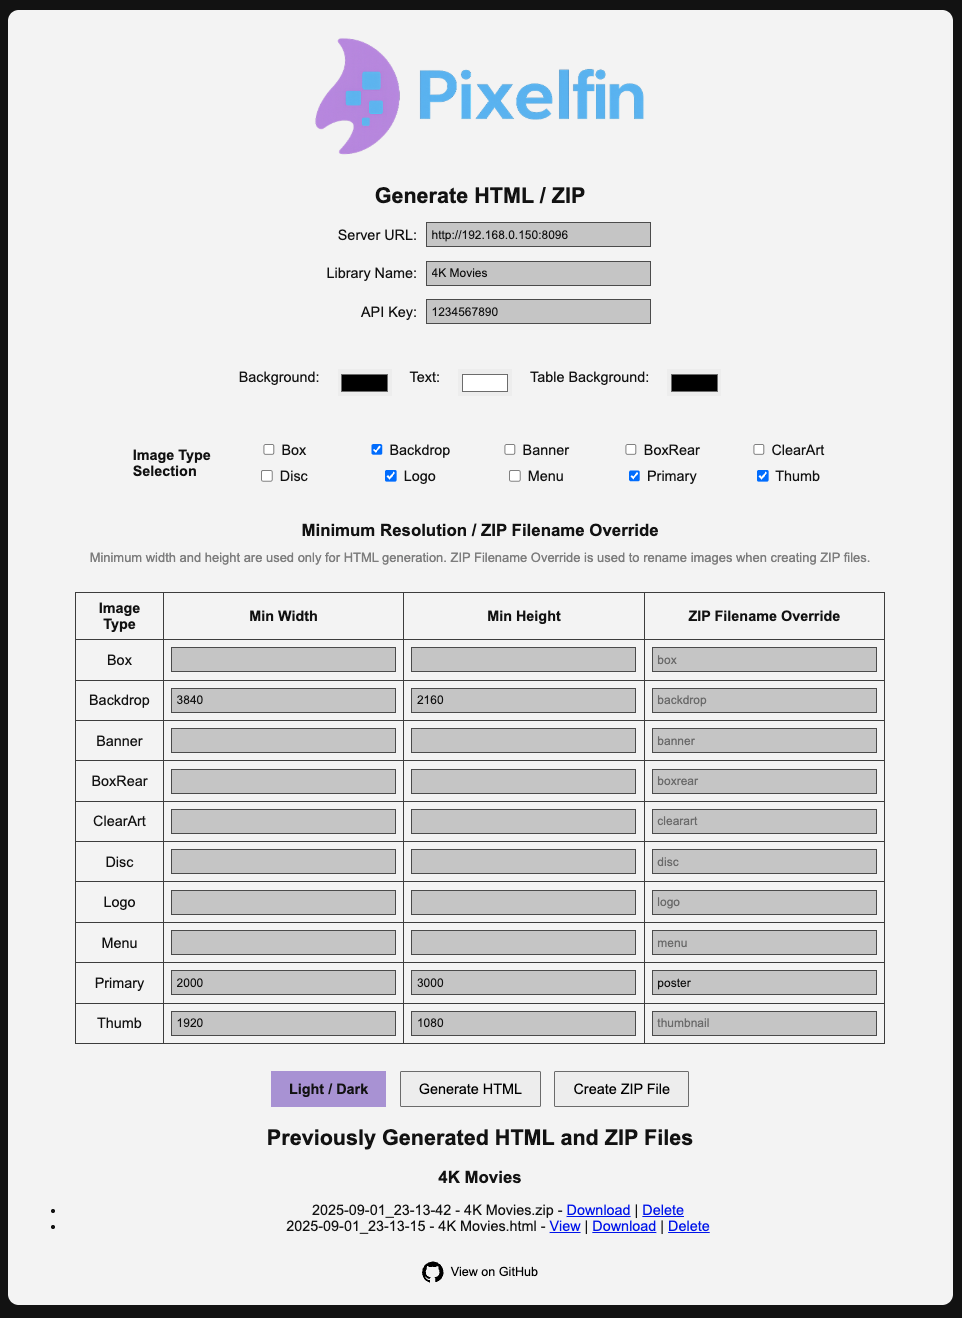 Pixelfin
Generate HTML / ZIP
Server URL: http://192.168.0.150:8096
Library Name: 4K Movies
API Key: 1234567890
Background: Text: Table Background:
Image Type Selection
Box Backdrop Banner BoxRear ClearArt
Disc Logo Menu Primary Thumb
Minimum Resolution / ZIP Filename Override
Minimum width and height are used only for HTML generation. ZIP Filename Override is used to rename images when creating ZIP files.
Image Type Min Width Min Height ZIP Filename Override
Box box
Backdrop 3840 2160 backdrop
Banner banner
BoxRear boxrear
ClearArt clearart
Disc disc
Logo logo
Menu menu
Primary 2000 3000 poster
Thumb 1920 1080 thumbnail
Light / Dark Generate HTML Create ZIP File
Previously Generated HTML and ZIP Files
4K Movies
2025-09-01_23-13-42 - 4K Movies.zip - Download | Delete
2025-09-01_23-13-15 - 4K Movies.html - View | Download | Delete
View on GitHub